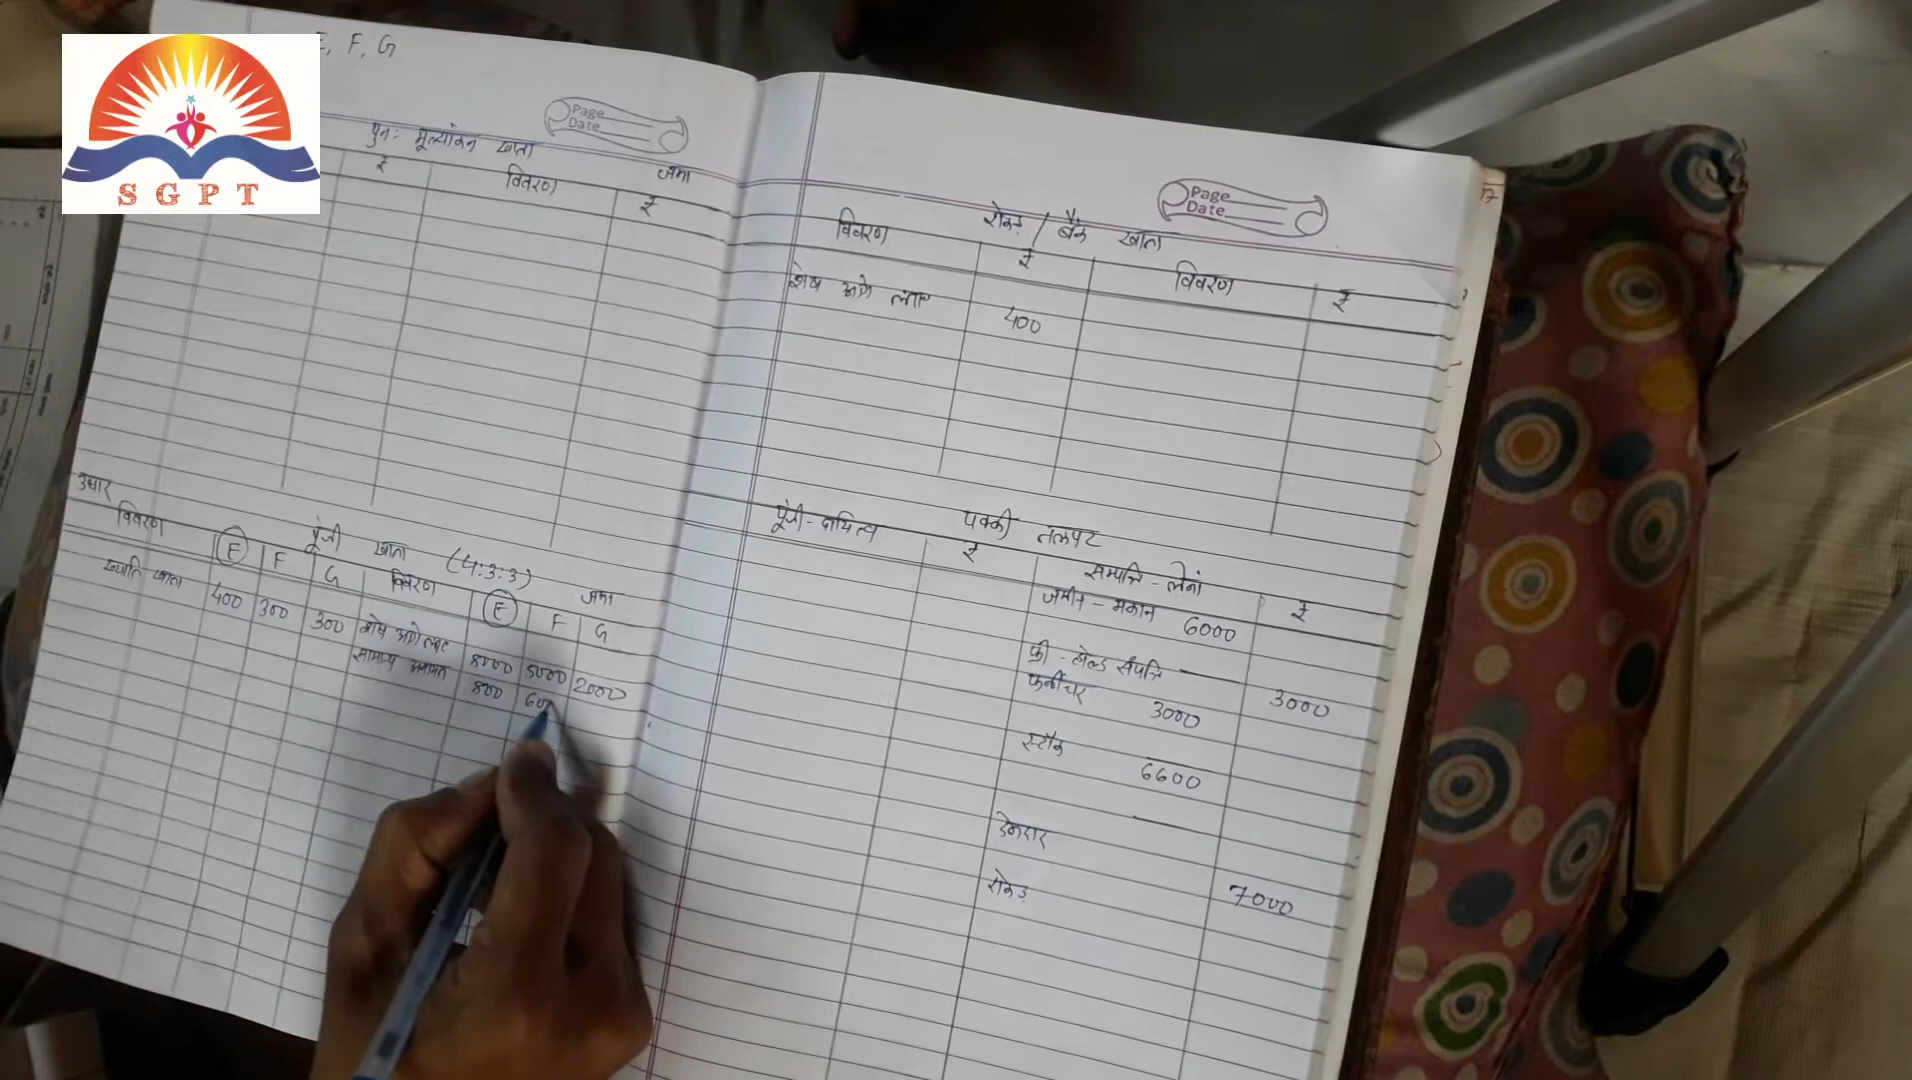 E, F, G
SGPT
Page
Date
पुनः मूल्यांकन खाता
जमा
₹ विवरण ₹
उधार पूंजी खाता (4:3:3) जमा
विवरण E F G विवरण E F G
ख्याति खाता 400 300 300 शेष आगे लाए 8000 5000 2000
सामान्य संचिति 800 600
Page
Date
रोकड़ / बैंक खाता
विवरण ₹ विवरण ₹
शेष आगे लाए 400
पक्की तलपट
पूंजी - दायित्व ₹ सम्पत्ति - लेनां ₹
जमीन - मकान 6000
फ्री - होल्ड संपत्ति 3000
फर्नीचर 3000
स्टॉक 6600
देनदार 7000
रोकड़